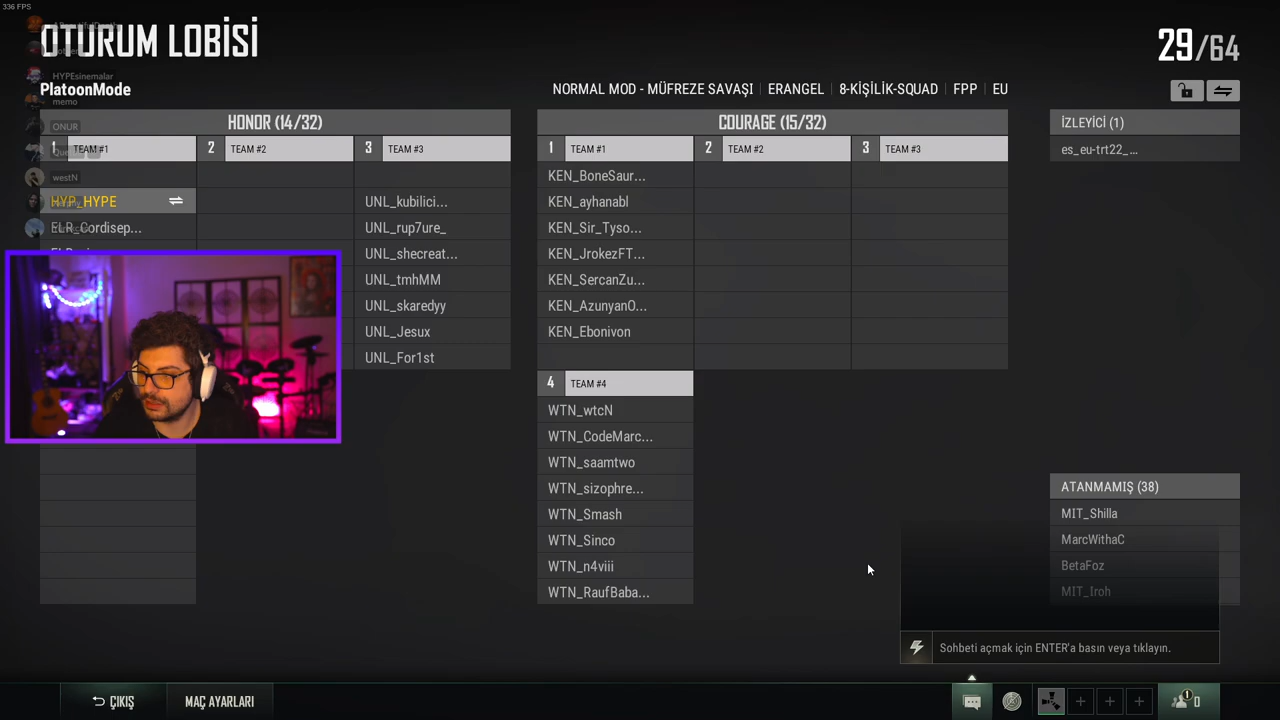 336 FPS
OTURUM LOBİSİ
29/64
HYPEsinemalar
PlatoonMode
memo
NORMAL MOD - MÜFREZE SAVAŞI
ERANGEL
8-KİŞİLİK-SQUAD
FPP
EU
HONOR (14/32)
COURAGE (15/32)
İZLEYİCİ (1)
ONUR
1 TEAM #1
2 TEAM #2
3 TEAM #3
1 TEAM #1
2 TEAM #2
3 TEAM #3
es_eu-trt22_...
westN
KEN_BoneSaur...
HYP_HYPE
UNL_kubilici...
KEN_ayhanabl
ELR_Cordisep...
UNL_rup7ure_
KEN_Sir_Tyso...
UNL_shecreat...
KEN_JrokezFT...
UNL_tmhMM
KEN_SercanZu...
UNL_skaredyy
KEN_AzunyanO...
UNL_Jesux
KEN_Ebonivon
UNL_For1st
4 TEAM #4
WTN_wtcN
WTN_CodeMarc...
WTN_saamtwo
WTN_sizophre...
WTN_Smash
WTN_Sinco
WTN_n4viii
WTN_RaufBaba...
ATANMAMIŞ (38)
MIT_Shilla
MarcWithaC
BetaFoz
MIT_Iroh
Sohbeti açmak için ENTER'a basın veya tıklayın.
ÇIKIŞ
MAÇ AYARLARI
0